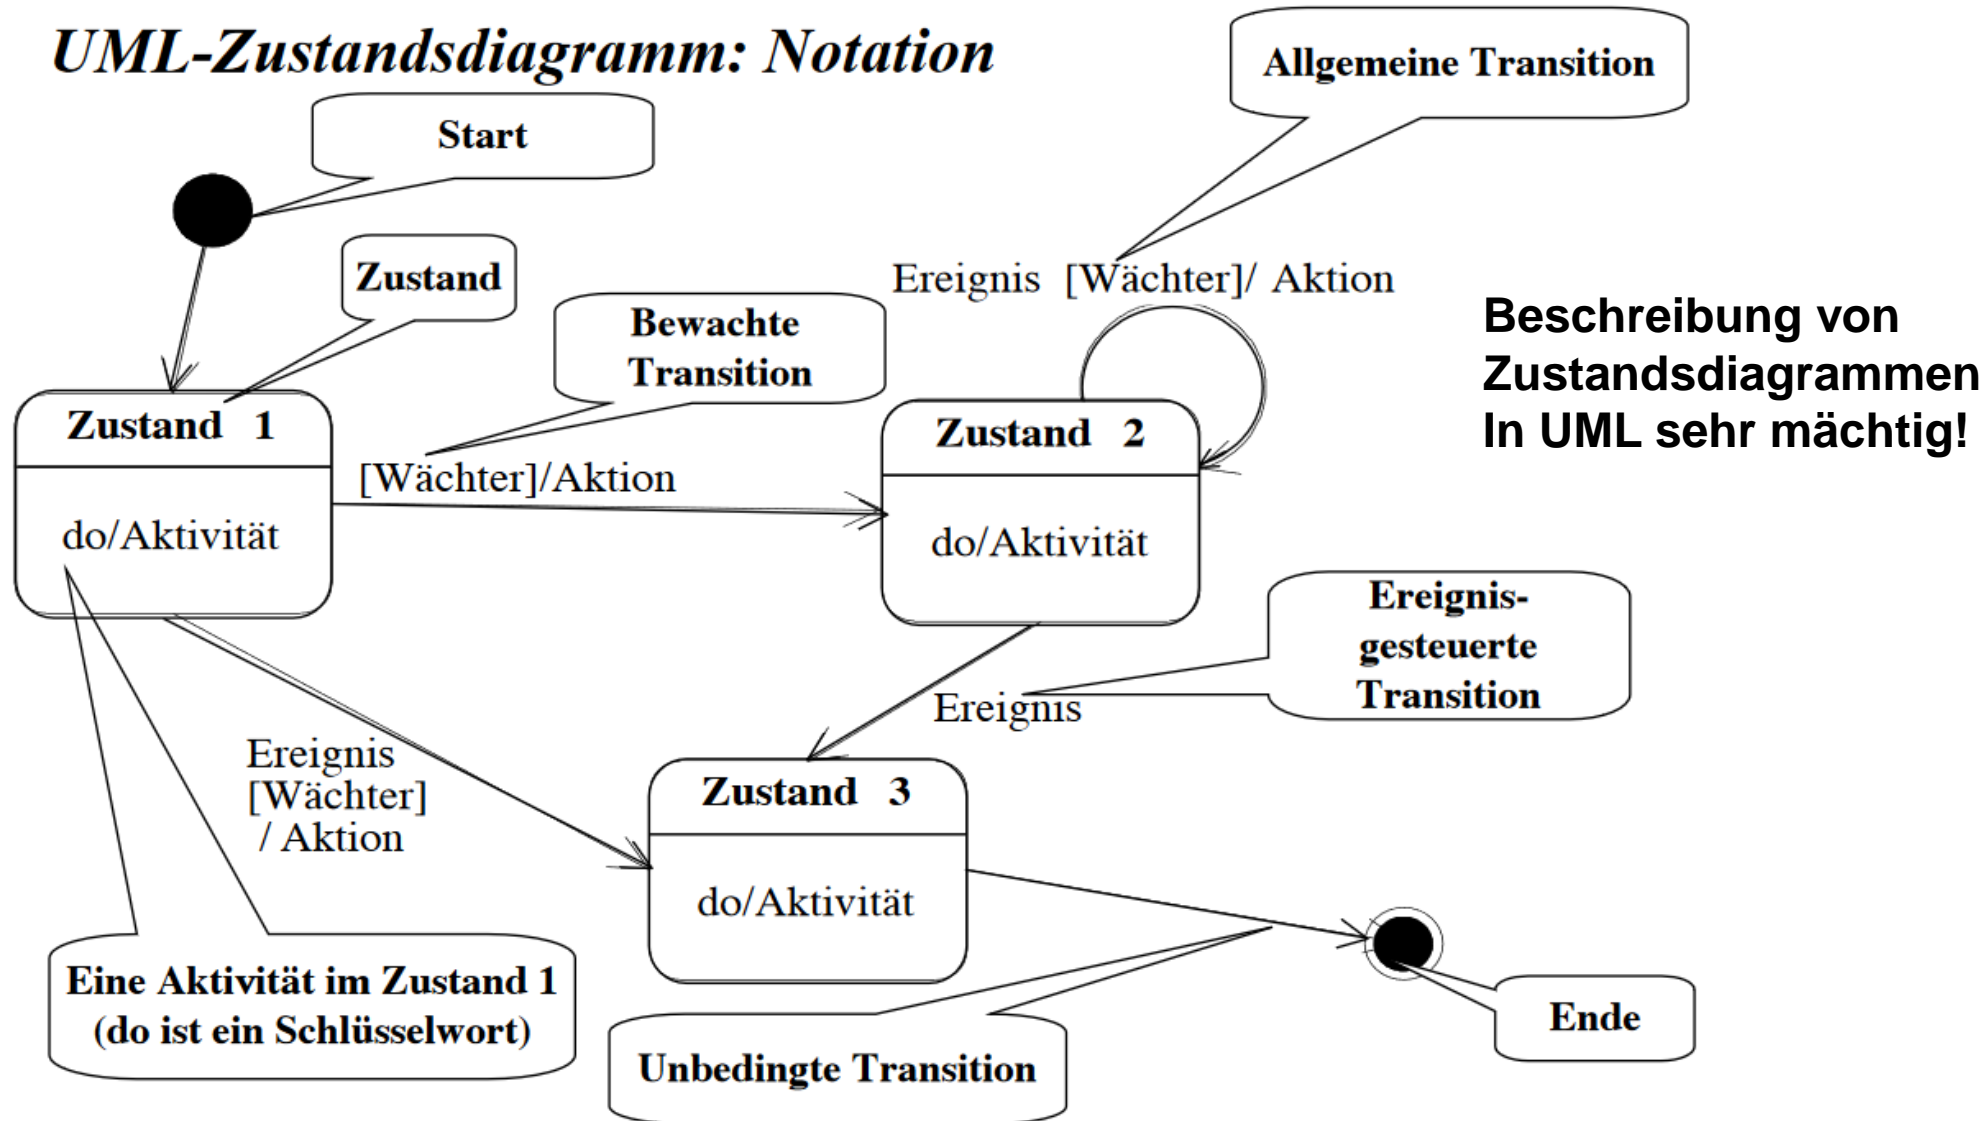 UML-Zustandsdiagramm: Notation
Allgemeine Transition
Start
Zustand
Ereignis [Wächter]/ Aktion
Bewachte
Transition
Beschreibung von
Zustandsdiagrammen
In UML sehr mächtig!
Zustand 1
do/Aktivität
[Wächter]/Aktion
Zustand 2
do/Aktivität
Ereignis-
gesteuerte
Transition
Ereignis
Ereignis
[Wächter]
/ Aktion
Zustand 3
do/Aktivität
Eine Aktivität im Zustand 1
(do ist ein Schlüsselwort)
Unbedingte Transition
Ende